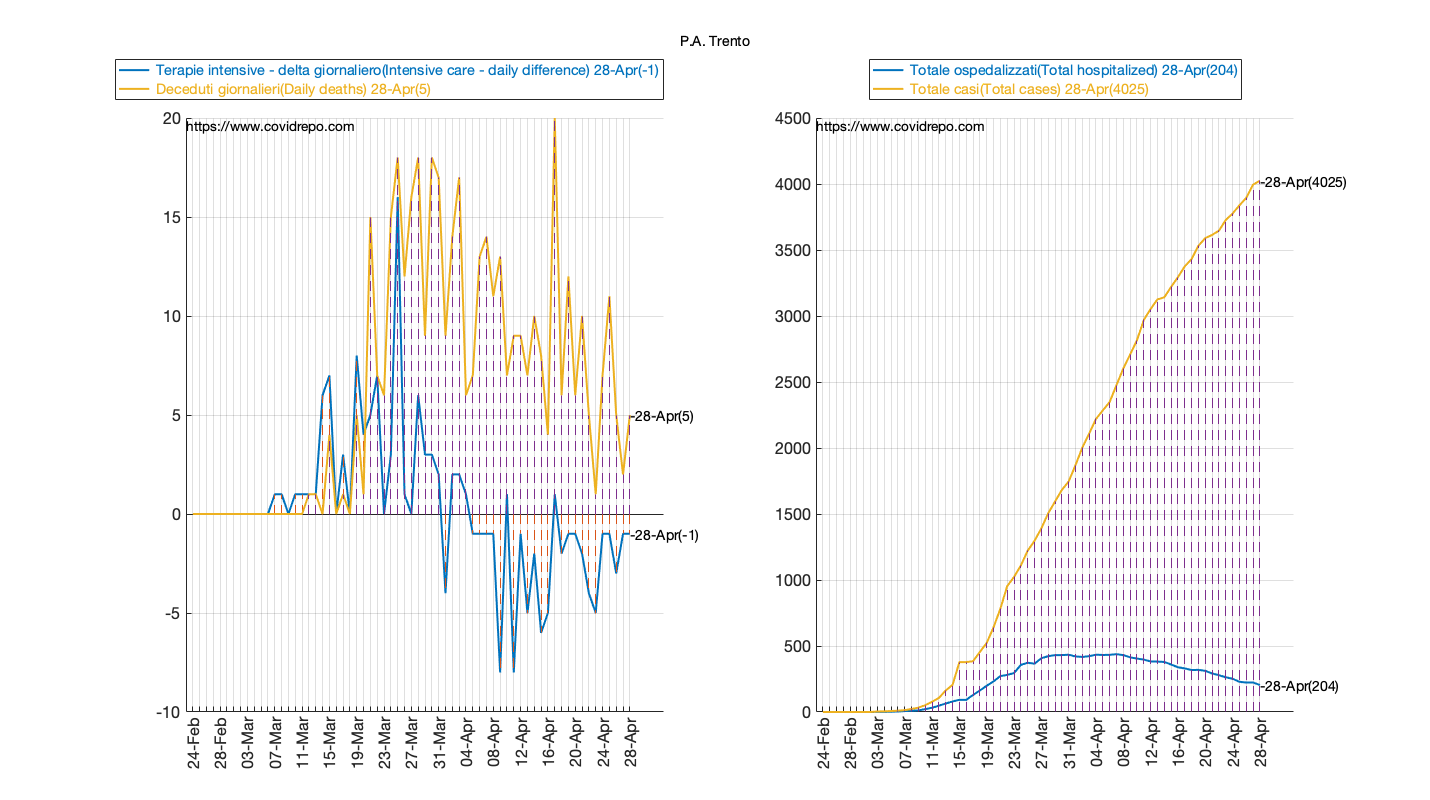 P.A. Trento
Terapie intensive - delta giornaliero(Intensive care - daily difference) 28-Apr(-1)
Deceduti giornalieri(Daily deaths) 28-Apr(5)
https://www.covidrepo.com
20
15
10
5
0
-5
-10
-28-Apr(5)
-28-Apr(-1)
24-Feb
28-Feb
03-Mar
07-Mar
11-Mar
15-Mar
19-Mar
23-Mar
27-Mar
31-Mar
04-Apr
08-Apr
12-Apr
16-Apr
20-Apr
24-Apr
28-Apr
Totale ospedalizzati(Total hospitalized) 28-Apr(204)
Totale casi(Total cases) 28-Apr(4025)
https://www.covidrepo.com
4500
4000
3500
3000
2500
2000
1500
1000
500
0
-28-Apr(4025)
-28-Apr(204)
24-Feb
28-Feb
03-Mar
07-Mar
11-Mar
15-Mar
19-Mar
23-Mar
27-Mar
31-Mar
04-Apr
08-Apr
12-Apr
16-Apr
20-Apr
24-Apr
28-Apr